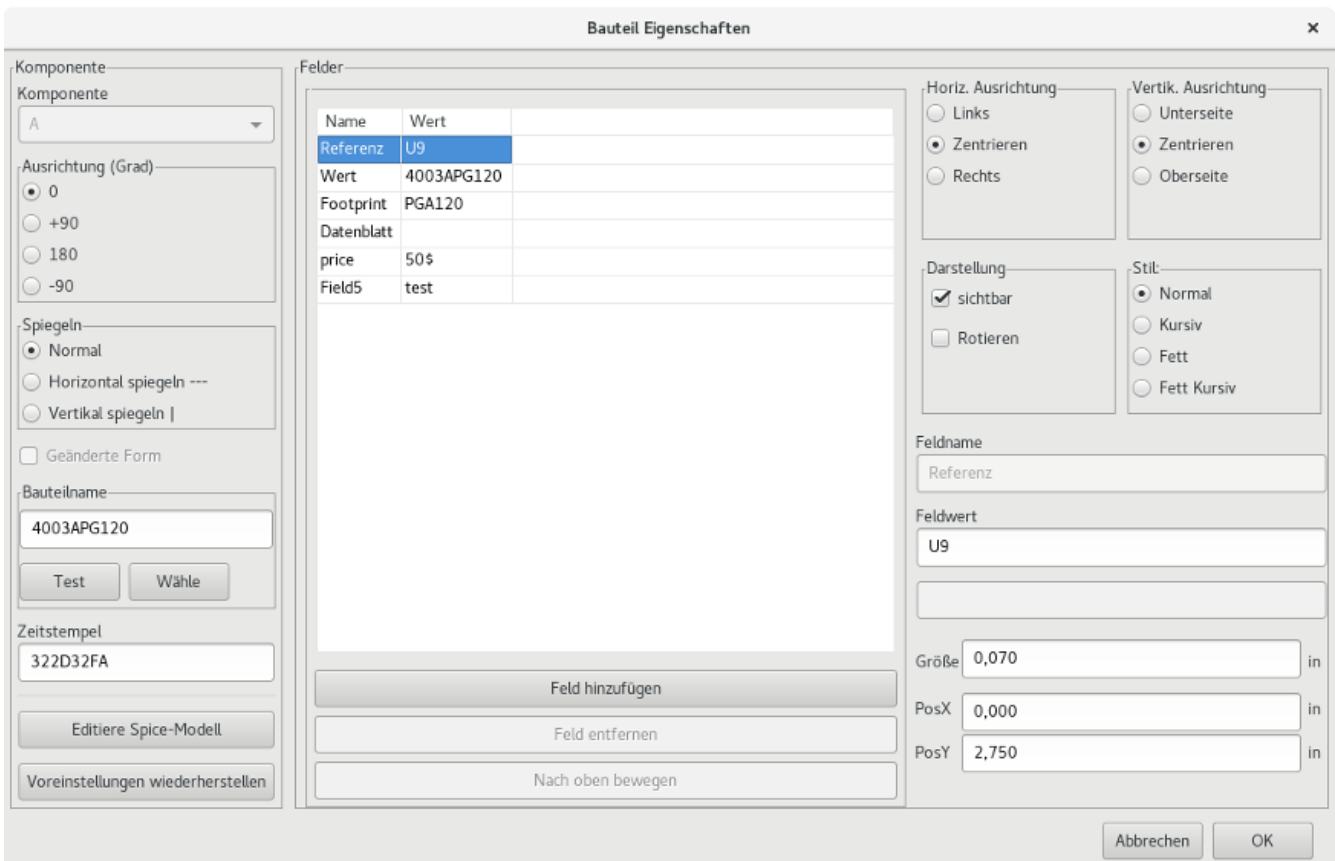 Bauteil Eigenschaften
Komponente
Komponente
A
Ausrichtung (Grad)
0
+90
180
-90
Spiegeln
Normal
Horizontal spiegeln ---
Vertikal spiegeln |
Geänderte Form
Bauteilname
4003APG120
Test Wähle
Zeitstempel
322D32FA
Editiere Spice-Modell
Voreinstellungen wiederherstellen
Felder
Name Wert
Referenz U9
Wert 4003APG120
Footprint PGA120
Datenblatt
price 50$
Field5 test
Feld hinzufügen
Feld entfernen
Nach oben bewegen
Horiz. Ausrichtung
Links
Zentrieren
Rechts
Vertik. Ausrichtung
Unterseite
Zentrieren
Oberseite
Darstellung
sichtbar
Rotieren
Stil:
Normal
Kursiv
Fett
Fett Kursiv
Feldname
Referenz
Feldwert
U9
Größe 0,070 in
PosX 0,000 in
PosY 2,750 in
Abbrechen OK